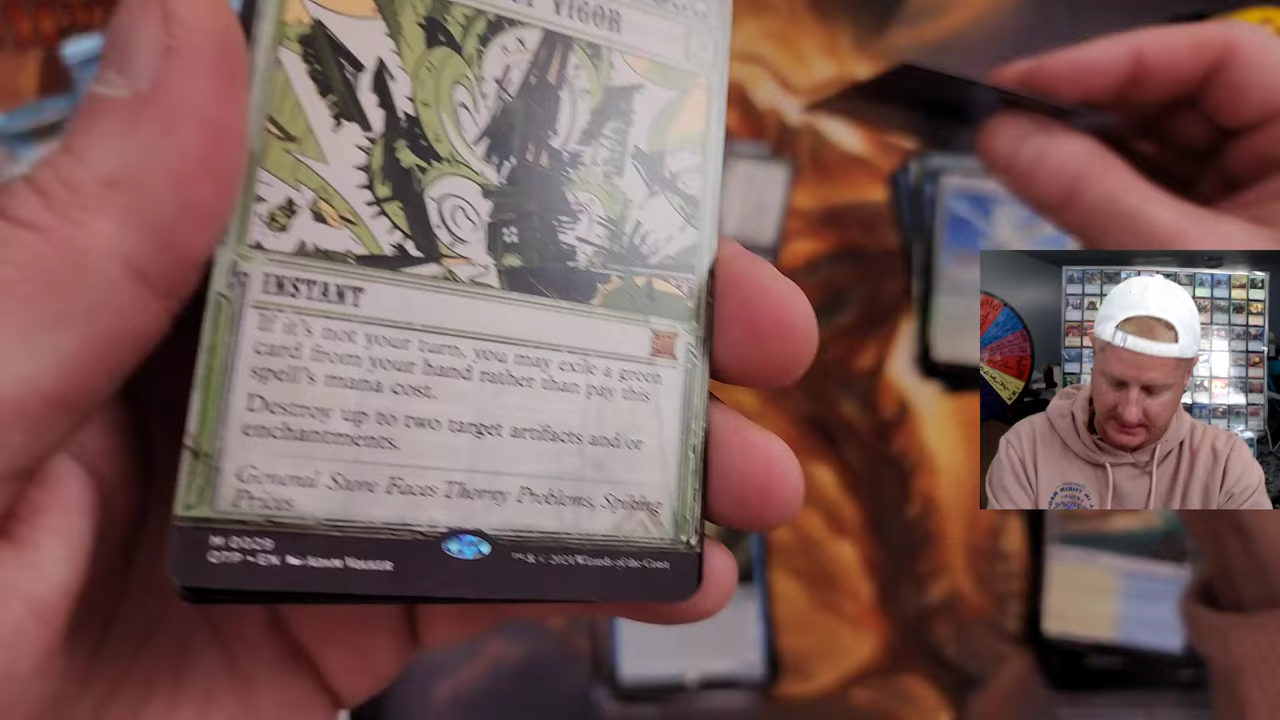 VIGOR
INSTANT
If it's not your turn, you may exile a green
card from your hand rather than pay this
spell's mana cost.
Destroy up to two target artifacts and/or
enchantments.
General Store Faces Thorny Problems, Spiking
Prices
OTP • EN
& © 2024 Wizards of the Coast